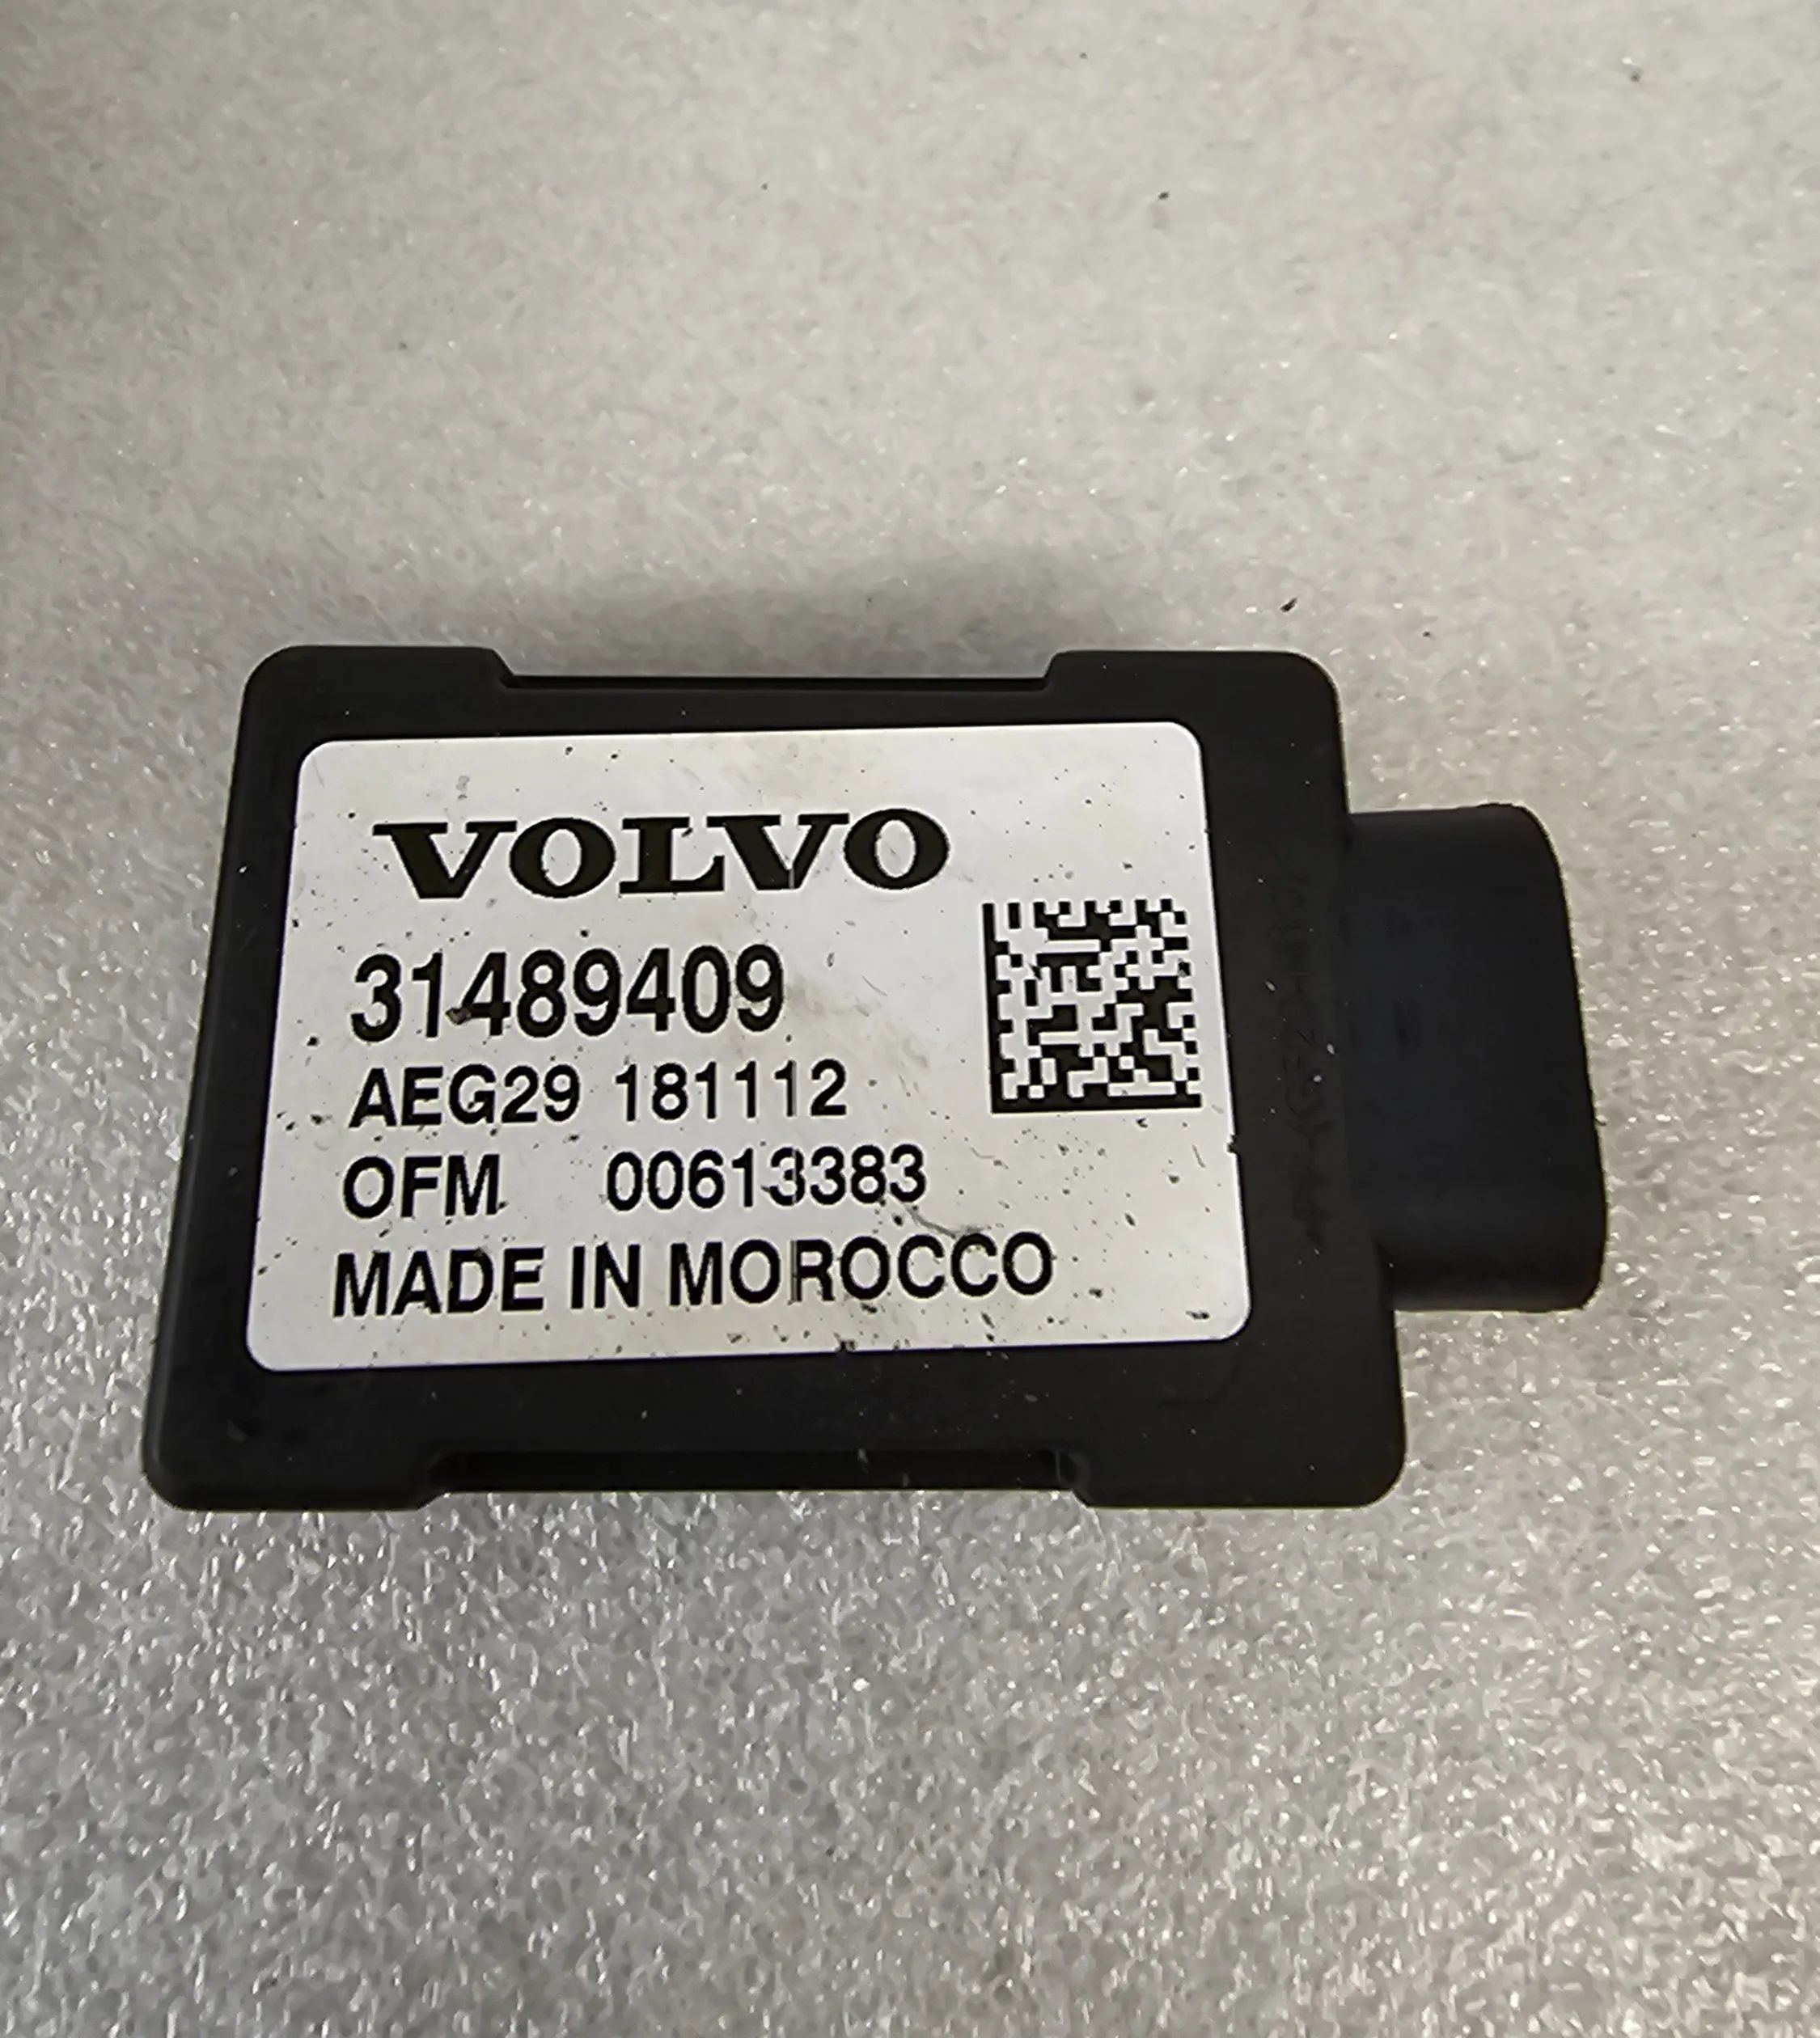 VOLVO
31489409
AEG29 181112
OFM 00613383
MADE IN MOROCCO